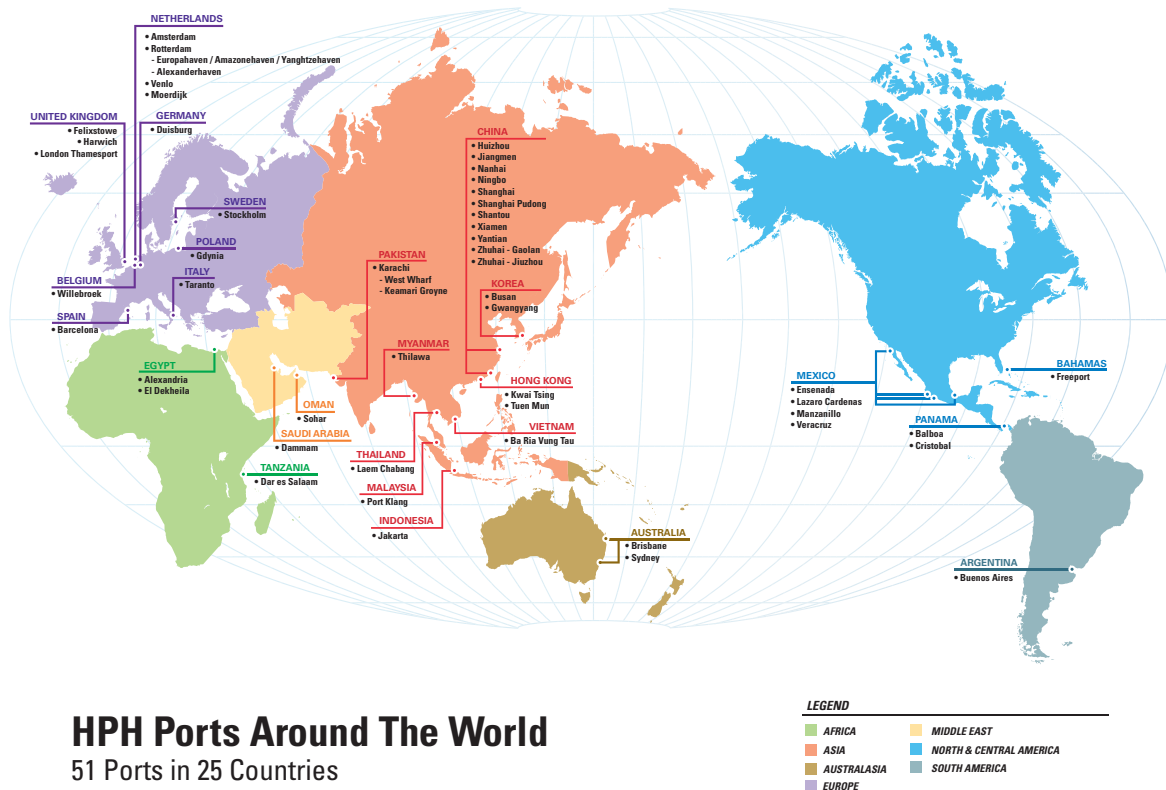 NETHERLANDS
• Amsterdam
• Rotterdam
- Europahaven / Amazonehaven / Yanghtzehaven
- Alexanderhaven
• Venlo
• Moerdijk
UNITED KINGDOM
• Felixstowe
• Harwich
• London Thamesport
GERMANY
• Duisburg
SWEDEN
• Stockholm
POLAND
• Gdynia
BELGIUM
• Willebroek
ITALY
• Taranto
SPAIN
• Barcelona
EGYPT
• Alexandria
• El Dekheila
OMAN
• Sohar
SAUDI ARABIA
• Dammam
TANZANIA
• Dar es Salaam
PAKISTAN
• Karachi
- West Wharf
- Keamari Groyne
CHINA
• Huizhou
• Jiangmen
• Nanhai
• Ningbo
• Shanghai
• Shanghai Pudong
• Shantou
• Xiamen
• Yantian
• Zhuhai - Gaolan
• Zhuhai - Jiuzhou
KOREA
• Busan
• Gwangyang
MYANMAR
• Thilawa
HONG KONG
• Kwai Tsing
• Tuen Mun
VIETNAM
• Ba Ria Vung Tau
THAILAND
• Laem Chabang
MALAYSIA
• Port Klang
INDONESIA
• Jakarta
AUSTRALIA
• Brisbane
• Sydney
MEXICO
• Ensenada
• Lazaro Cardenas
• Manzanillo
• Veracruz
BAHAMAS
• Freeport
PANAMA
• Balboa
• Cristobal
ARGENTINA
• Buenos Aires
HPH Ports Around The World
51 Ports in 25 Countries
LEGEND
AFRICA
ASIA
AUSTRALASIA
EUROPE
MIDDLE EAST
NORTH & CENTRAL AMERICA
SOUTH AMERICA